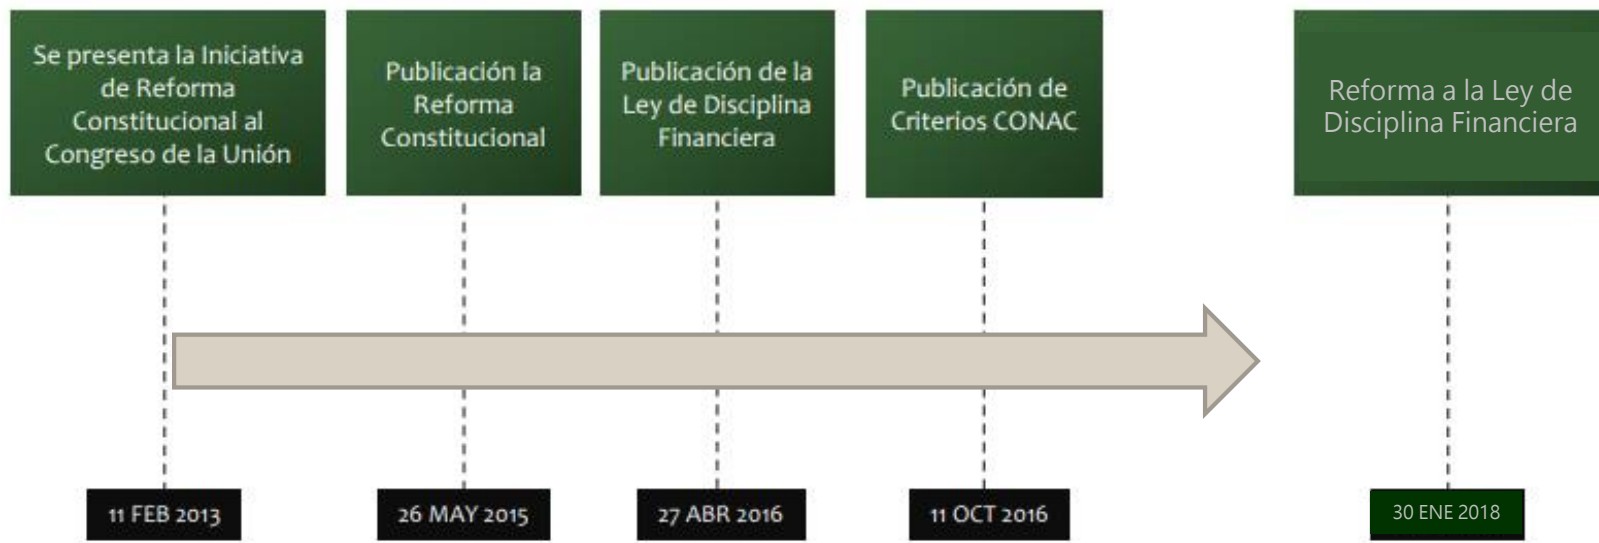 Se presenta la Iniciativa
de Reforma
Constitucional al
Congreso de la Unión
Publicación la
Reforma
Constitucional
Publicación de la
Ley de Disciplina
Financiera
Publicación de
Criterios CONAC
Reforma a la Ley de
Disciplina Financiera
11 FEB 2013
26 MAY 2015
27 ABR 2016
11 OCT 2016
30 ENE 2018